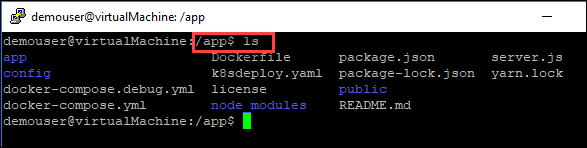 demouser@virtualMachine: /app
demouser@virtualMachine:/app$ ls
app Dockerfile package.json server.js
config k8sdeploy.yaml package-lock.json yarn.lock
docker-compose.debug.yml license public
docker-compose.yml node_modules README.md
demouser@virtualMachine:/app$